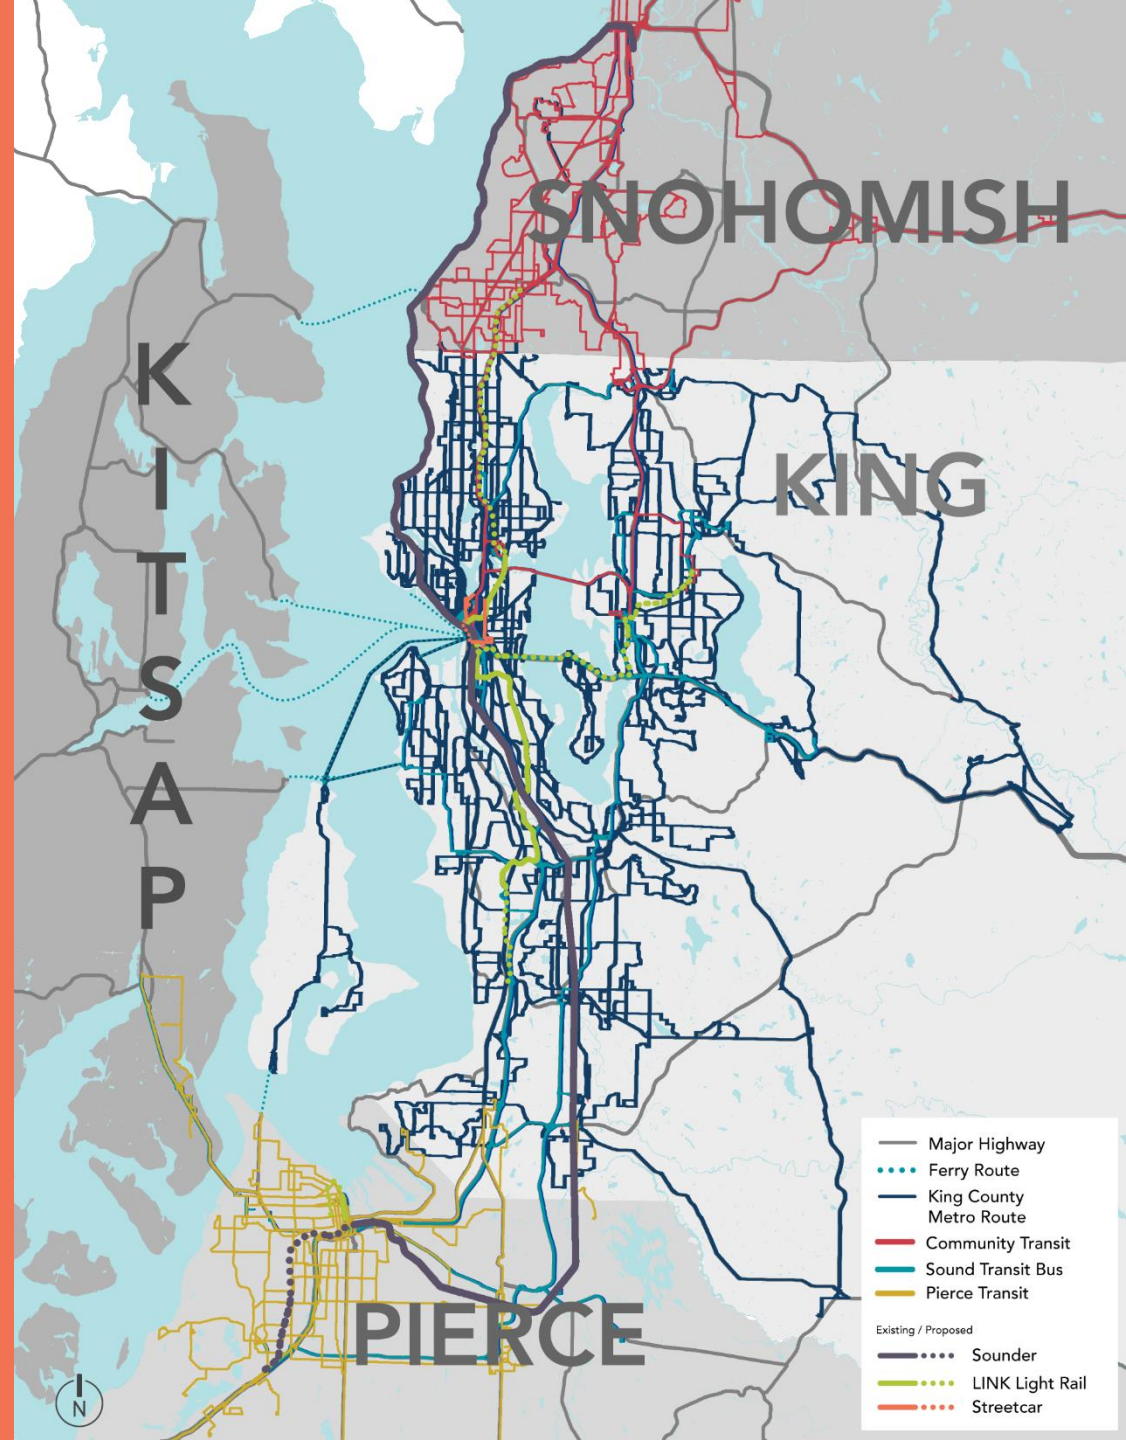 SNOHOMISH
KITSAP
KING
PIERCE
Major Highway
Ferry Route
King County
Metro Route
Community Transit
Sound Transit Bus
Pierce Transit
Existing / Proposed
Sounder
LINK Light Rail
Streetcar
N